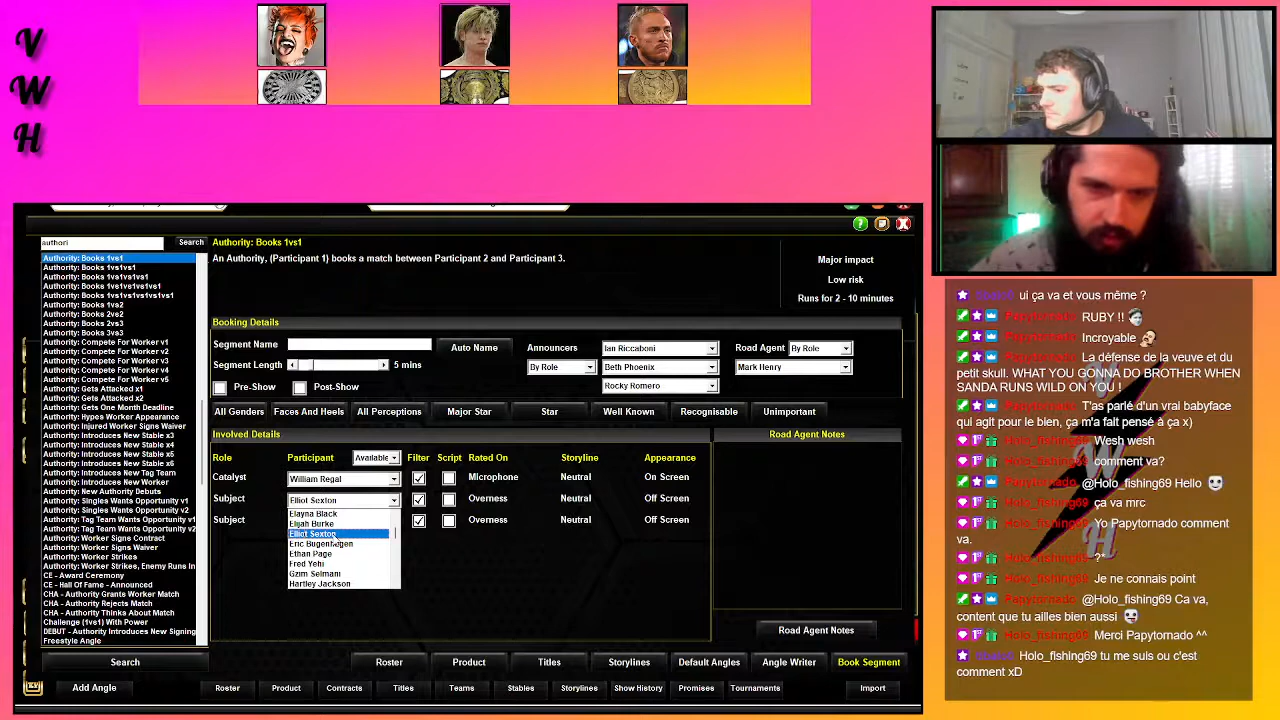 V
W
H
authori
Search
Authority: Books 1vs1
Authority: Books 1vs1vs1
Authority: Books 1vs1vs1vs1
Authority: Books 1vs1vs1vs1vs1
Authority: Books 1vs1vs1vs1vs1vs1
Authority: Books 1vs2
Authority: Books 2vs2
Authority: Books 2vs3
Authority: Books 3vs3
Authority: Compete For Worker v1
Authority: Compete For Worker v2
Authority: Compete For Worker v3
Authority: Compete For Worker v4
Authority: Compete For Worker v5
Authority: Gets Attacked x1
Authority: Gets Attacked x2
Authority: Gets One Month Deadline
Authority: Hypes Worker Appearance
Authority: Injured Worker Signs Waiver
Authority: Introduces New Stable x3
Authority: Introduces New Stable x4
Authority: Introduces New Stable x5
Authority: Introduces New Stable x6
Authority: Introduces New Tag Team
Authority: Introduces New Worker
Authority: New Authority Debuts
Authority: Singles Wants Opportunity v1
Authority: Singles Wants Opportunity v2
Authority: Tag Team Wants Opportunity v1
Authority: Tag Team Wants Opportunity v2
Authority: Worker Signs Contract
Authority: Worker Signs Waiver
Authority: Worker Strikes
Authority: Worker Strikes, Enemy Runs In
CE - Award Ceremony
CE - Hall Of Fame - Announced
CHA - Authority Grants Worker Match
CHA - Authority Rejects Match
CHA - Authority Thinks About Match
Challenge (1vs1) With Power
DEBUT - Authority Introduces New Signing
Freestyle Angle
Search
Add Angle
Authority: Books 1vs1
An Authority, (Participant 1) books a match between Participant 2 and Participant 3.
Major impact
Low risk
Runs for 2 - 10 minutes
Booking Details
Segment Name
Auto Name
Announcers
Ian Riccaboni
Road Agent
By Role
Segment Length
5 mins
By Role
Beth Phoenix
Mark Henry
Pre-Show
Post-Show
Rocky Romero
All Genders
Faces And Heels
All Perceptions
Major Star
Star
Well Known
Recognisable
Unimportant
Involved Details
Road Agent Notes
Role
Participant
Available
Filter
Script
Rated On
Storyline
Appearance
Catalyst
William Regal
Microphone
Neutral
On Screen
Subject
Elliot Sexton
Overness
Neutral
Off Screen
Subject
Overness
Neutral
Off Screen
Elayna Black
Elijah Burke
Elliot Sexton
Eric Bugenhagen
Ethan Page
Fred Yehi
Gzim Selmani
Hartley Jackson
Road Agent Notes
Roster
Product
Titles
Storylines
Default Angles
Angle Writer
Book Segment
Roster
Product
Contracts
Titles
Teams
Stables
Storylines
Show History
Promises
Tournaments
Import
ui ça va et vous même ?
Papytornado RUBY !!
Papytornado Incroyable
Papytornado La défense de la veuve et du
petit skull. WHAT YOU GONNA DO BROTHER WHEN
SANDA RUNS WILD ON YOU !
Papytornado T'as parlé d'un vrai babyface
qui agit pour le bien, ça m'a fait pensé à ça x)
Holo_fishing69 Wesh wesh
Holo_fishing69 comment va?
Papytornado @Holo_fishing69 Hello
Holo_fishing69 ça va mrc
Holo_fishing69 Yo Papytornado comment
va.
Holo_fishing69 ?*
Holo_fishing69 Je ne connais point
Papytornado @Holo_fishing69 Ca va,
content que tu ailles bien aussi
Holo_fishing69 Merci Papytornado ^^
Holo_fishing69 tu me suis ou c'est
comment xD